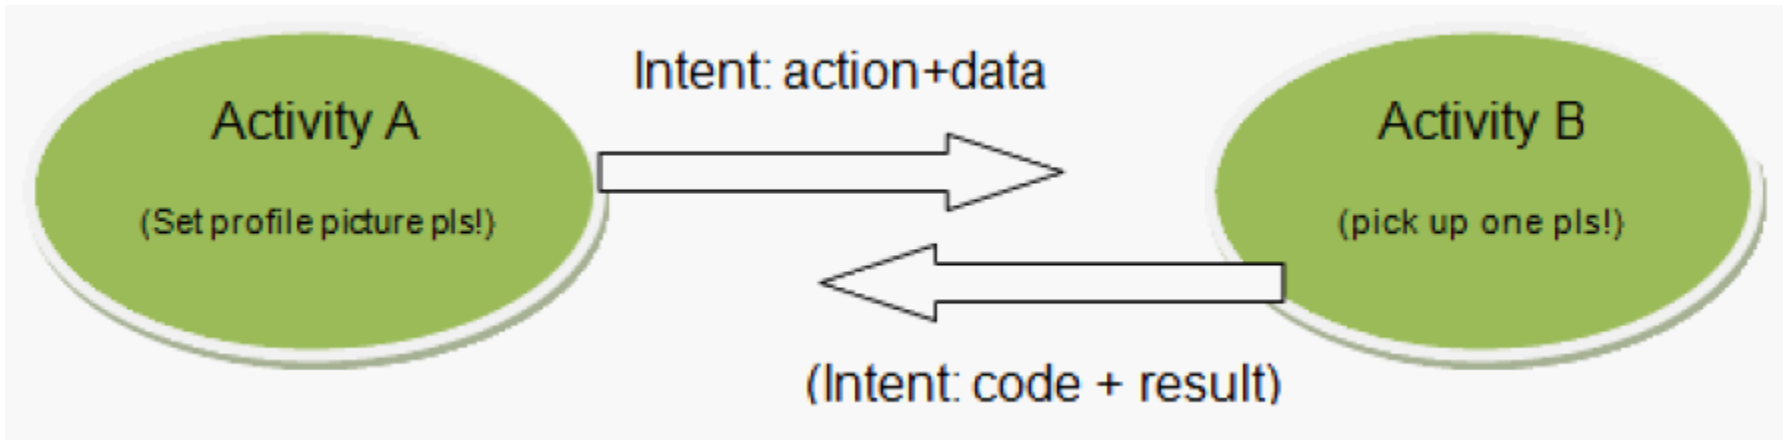 Intent: action+data
Activity A
(Set profile picture pls!)
Activity B
(pick up one pls!)
(Intent: code + result)